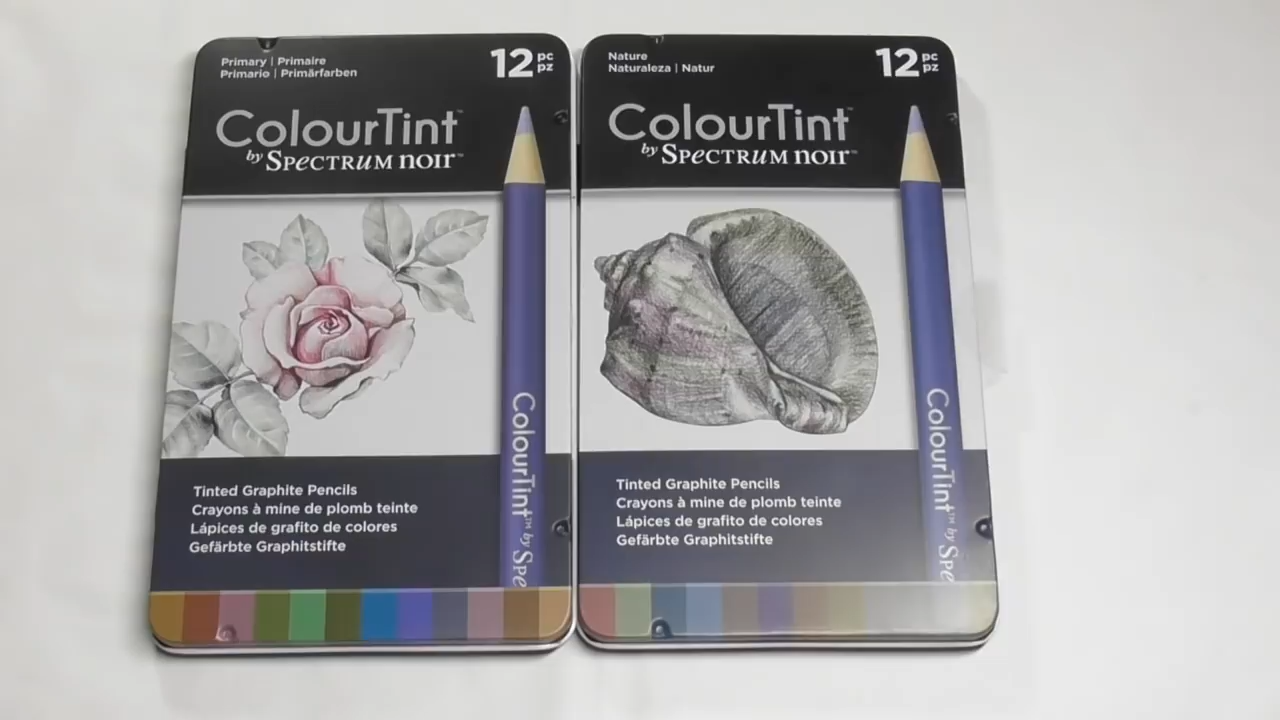 Primary | Primaire
Primario | Primärfarben
12 pc pz
ColourTint™
by SPECTRUM NOIR™
Tinted Graphite Pencils
Crayons à mine de plomb teinte
Lápices de grafito de colores
Gefärbte Graphitstifte
COLOURTINT™ by SPE
Nature
Naturaleza | Natur
12 pc pz
ColourTint™
by SPECTRUM NOIR™
Tinted Graphite Pencils
Crayons à mine de plomb teinte
Lápices de grafito de colores
Gefärbte Graphitstifte
COLOURTINT™ by SPE